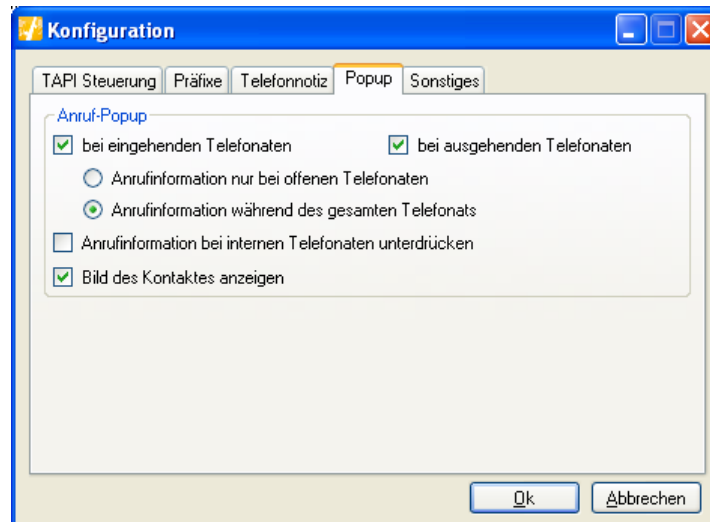 Konfiguration
TAPI Steuerung Präfixe Telefonnotiz Popup Sonstiges
Anruf-Popup
bei eingehenden Telefonaten bei ausgehenden Telefonaten
Anrufinformation nur bei offenen Telefonaten
Anrufinformation während des gesamten Telefonats
Anrufinformation bei internen Telefonaten unterdrücken
Bild des Kontaktes anzeigen
Ok Abbrechen